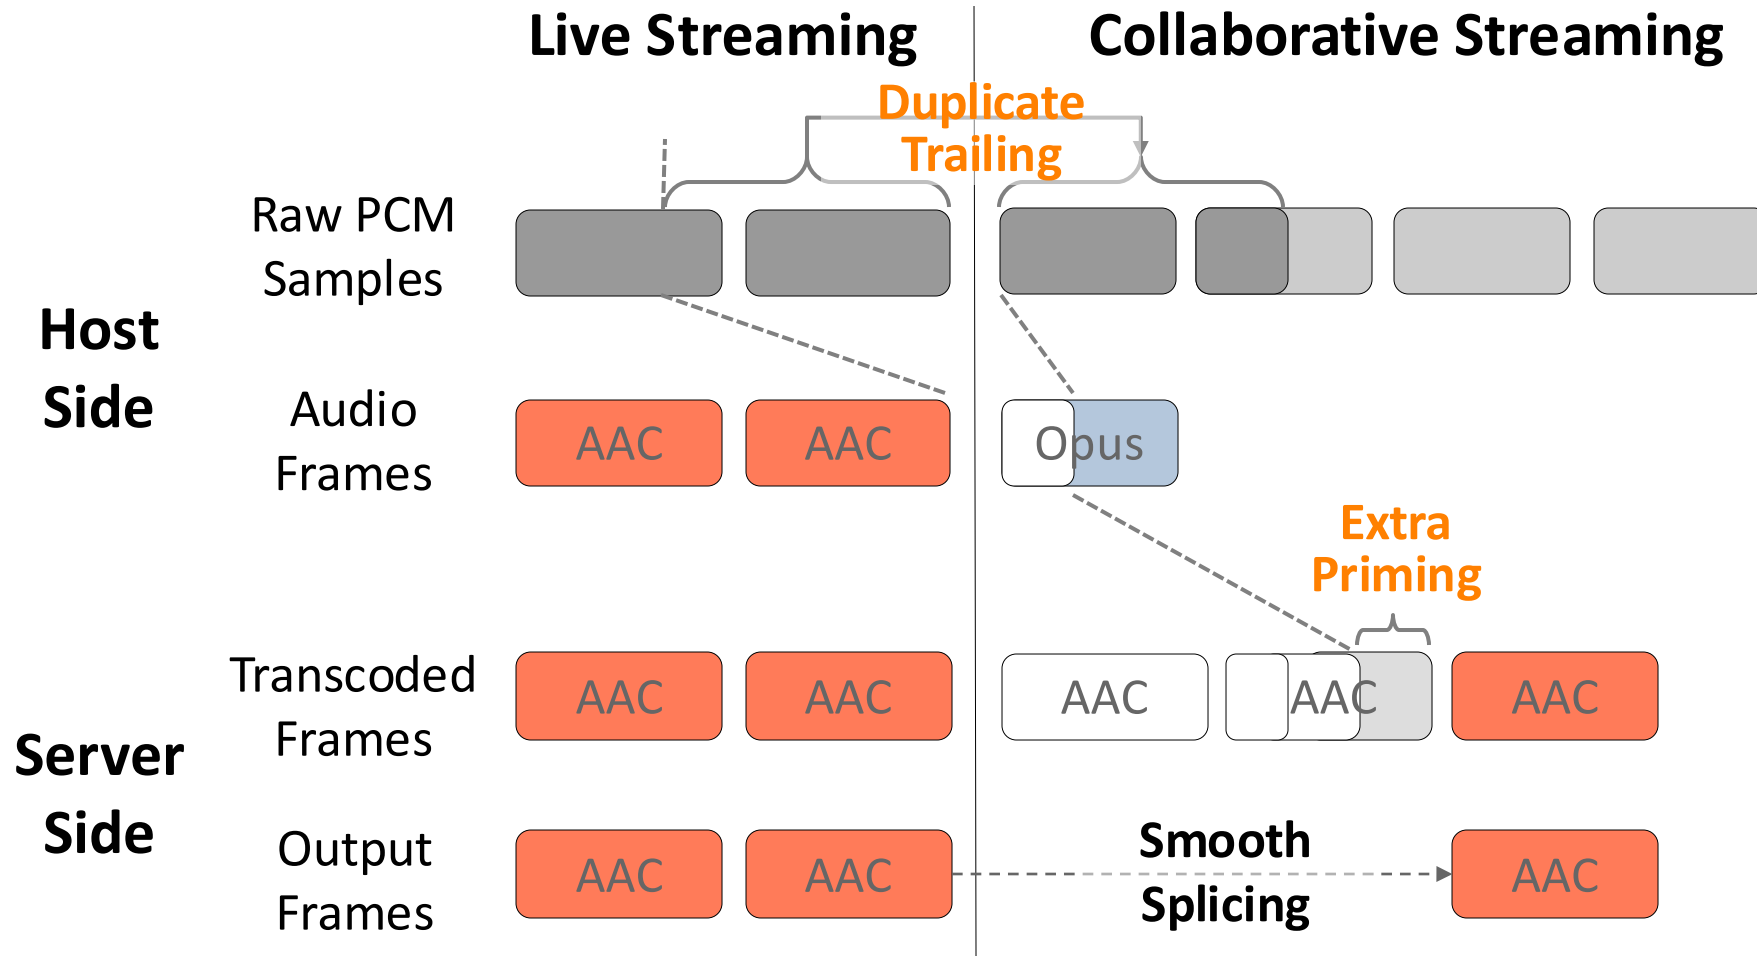 Live Streaming
Collaborative Streaming
Duplicate
Trailing
Raw PCM
Samples
Host
Side
Audio
Frames
AAC
AAC
Opus
Extra
Priming
Server
Side
Transcoded
Frames
AAC
AAC
AAC
AAC
AAC
Output
Frames
AAC
AAC
Smooth
Splicing
AAC